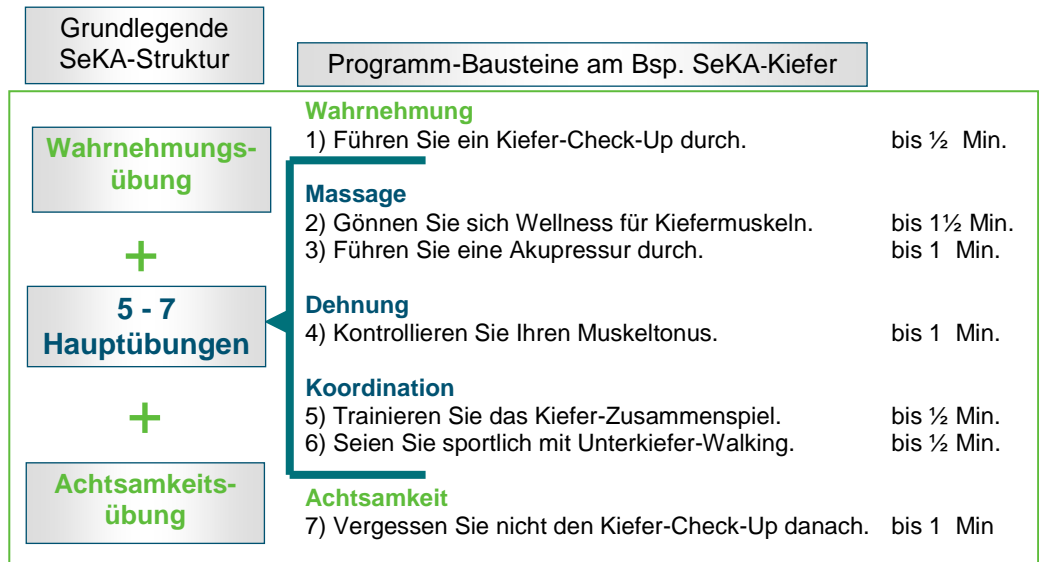 Grundlegende
SeKA-Struktur
Programm-Bausteine am Bsp. SeKA-Kiefer
Wahrnehmungs-
übung
+
5 - 7
Hauptübungen
+
Achtsamkeits-
übung
Wahrnehmung
1) Führen Sie ein Kiefer-Check-Up durch. bis ½ Min.
Massage
2) Gönnen Sie sich Wellness für Kiefermuskeln. bis 1½ Min.
3) Führen Sie eine Akupressur durch. bis 1 Min.
Dehnung
4) Kontrollieren Sie Ihren Muskeltonus. bis 1 Min.
Koordination
5) Trainieren Sie das Kiefer-Zusammenspiel. bis ½ Min.
6) Seien Sie sportlich mit Unterkiefer-Walking. bis ½ Min.
Achtsamkeit
7) Vergessen Sie nicht den Kiefer-Check-Up danach. bis 1 Min